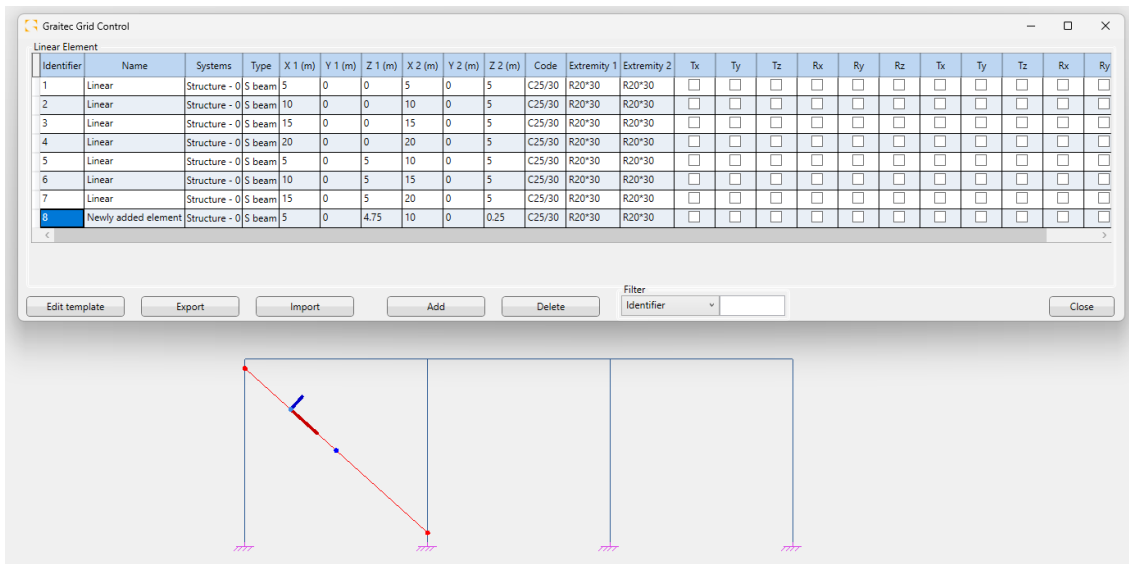 Graitec Grid Control
Linear Element
Identifier Name Systems Type X 1 (m) Y 1 (m) Z 1 (m) X 2 (m) Y 2 (m) Z 2 (m) Code Extremity 1 Extremity 2 Tx Ty Tz Rx Ry Rz Tx Ty Tz Rx Ry
1 Linear Structure - 0 S beam 5 0 0 5 0 5 C25/30 R20*30 R20*30
2 Linear Structure - 0 S beam 10 0 0 10 0 5 C25/30 R20*30 R20*30
3 Linear Structure - 0 S beam 15 0 0 15 0 5 C25/30 R20*30 R20*30
4 Linear Structure - 0 S beam 20 0 0 20 0 5 C25/30 R20*30 R20*30
5 Linear Structure - 0 S beam 5 0 5 10 0 5 C25/30 R20*30 R20*30
6 Linear Structure - 0 S beam 10 0 5 15 0 5 C25/30 R20*30 R20*30
7 Linear Structure - 0 S beam 15 0 5 20 0 5 C25/30 R20*30 R20*30
8 Newly added element Structure - 0 S beam 5 0 4.75 10 0 0.25 C25/30 R20*30 R20*30
Filter
Edit template Export Import Add Delete Identifier Close